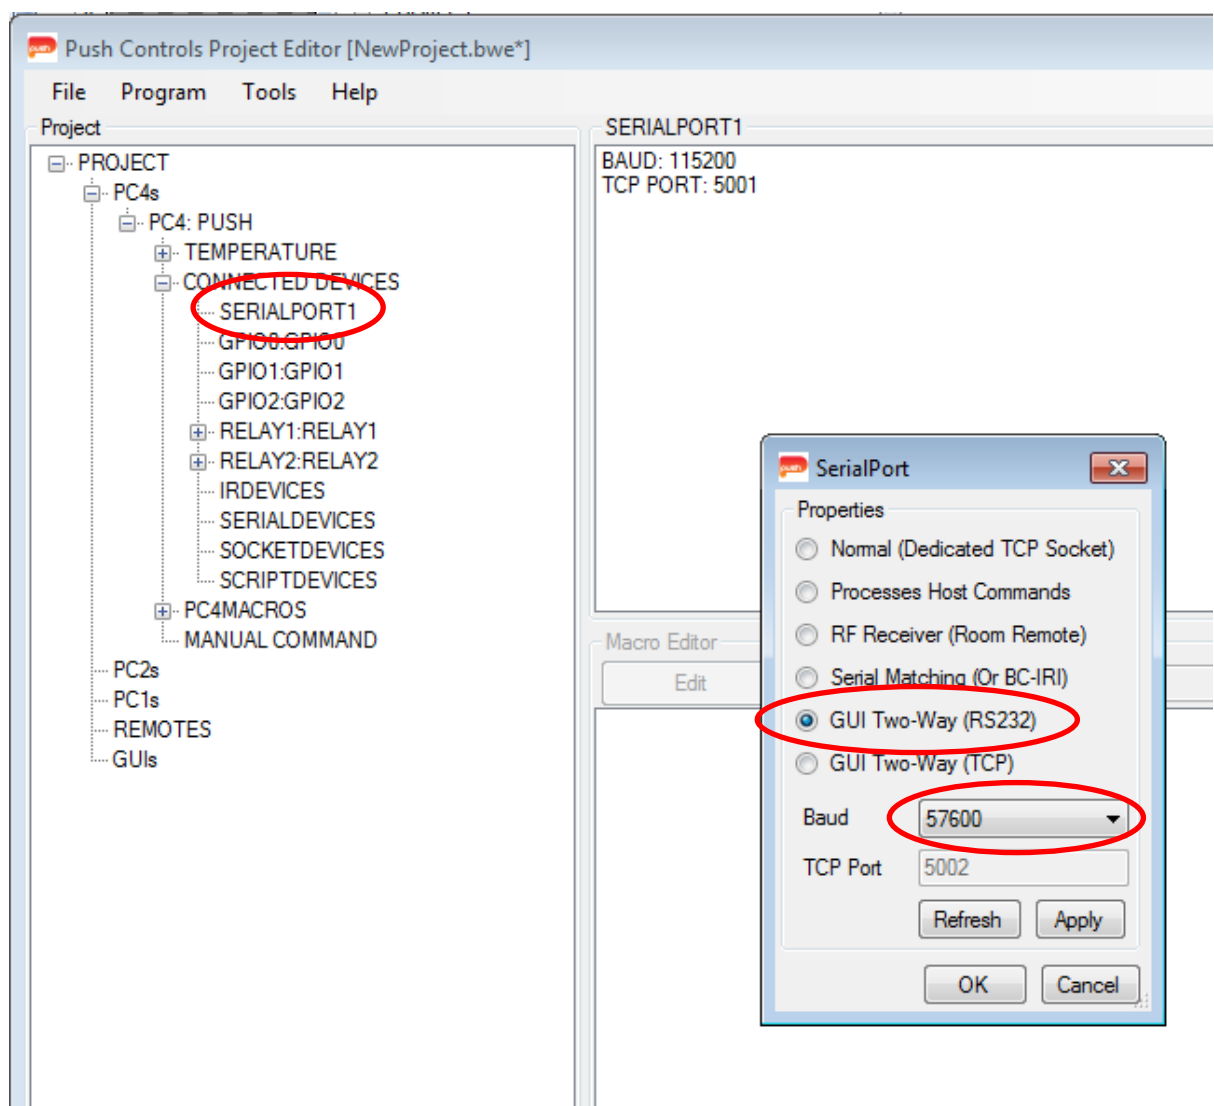 Push Controls Project Editor [NewProject.bwe*]
File Program Tools Help
Project
PROJECT
PC4s
PC4: PUSH
TEMPERATURE
CONNECTED DEVICES
SERIALPORT1
GPIO0:GPIO0
GPIO1:GPIO1
GPIO2:GPIO2
RELAY1:RELAY1
RELAY2:RELAY2
IRDEVICES
SERIALDEVICES
SOCKETDEVICES
SCRIPTDEVICES
PC4MACROS
MANUAL COMMAND
PC2s
PC1s
REMOTES
GUIs
SERIALPORT1
BAUD: 115200
TCP PORT: 5001
Macro Editor
Edit
push
SerialPort
Properties
Normal (Dedicated TCP Socket)
Processes Host Commands
RF Receiver (Room Remote)
Serial Matching (Or BC-IRI)
GUI Two-Way (RS232)
GUI Two-Way (TCP)
Baud 57600
TCP Port 5002
Refresh Apply
OK Cancel